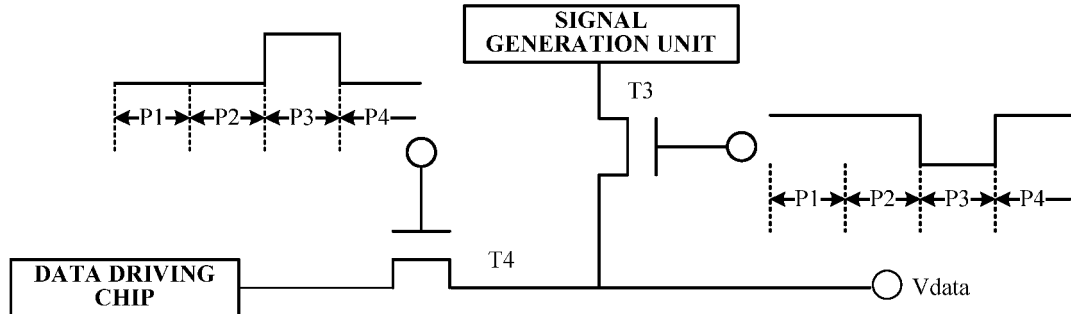 SIGNAL
GENERATION UNIT
T3
P1 P2 P3 P4
P1 P2 P3 P4
T4
DATA DRIVING
CHIP
Vdata